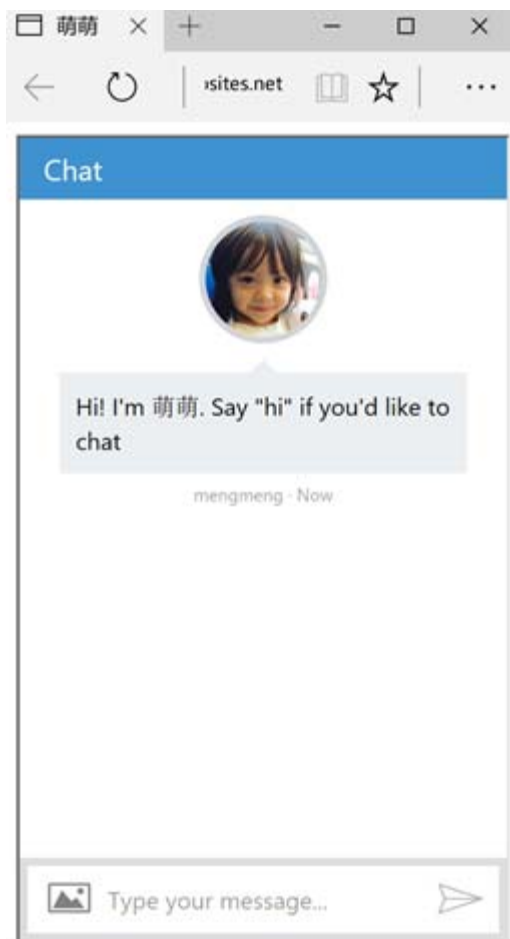 萌萌
sites.net
Chat
Hi! I'm 萌萌. Say "hi" if you'd like to
chat
mengmeng · Now
Type your message...